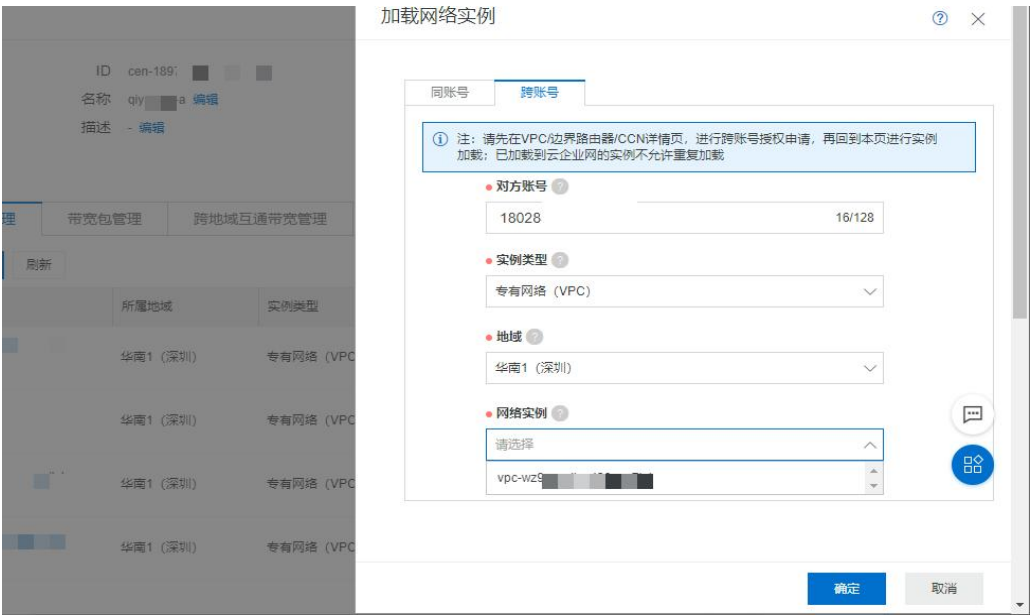 加载网络实例
ID cen-189
名称 qiy a 编辑
描述 - 编辑
同账号 跨账号
注：请先在VPC/边界路由器/CCN详情页，进行跨账号授权申请，再回到本页进行实例
加载；已加载到云企业网的实例不允许重复加载
对方账号
18028 16/128
理 带宽包管理 跨地域互通带宽管理
刷新
实例类型
专有网络（VPC）
所属地域 实例类型
地域
华南1（深圳）
华南1（深圳） 专有网络（VPC
网络实例
请选择
vpc-wz9
华南1（深圳） 专有网络（VPC
华南1（深圳） 专有网络（VPC
华南1（深圳） 专有网络（VPC
确定 取消